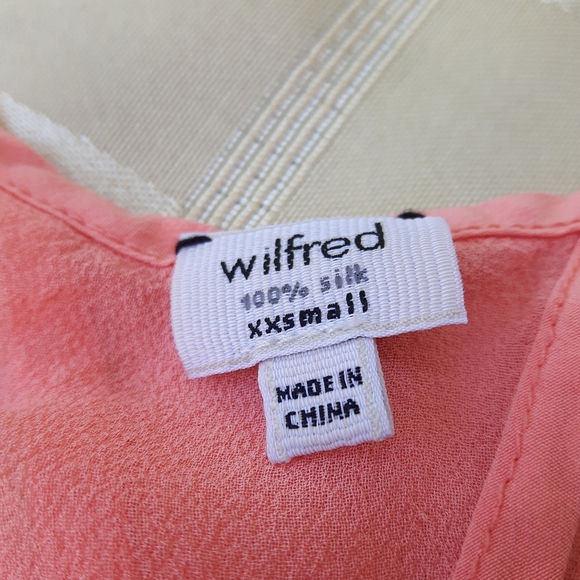 wilfred
100% silk
xxsmall
MADE IN
CHINA